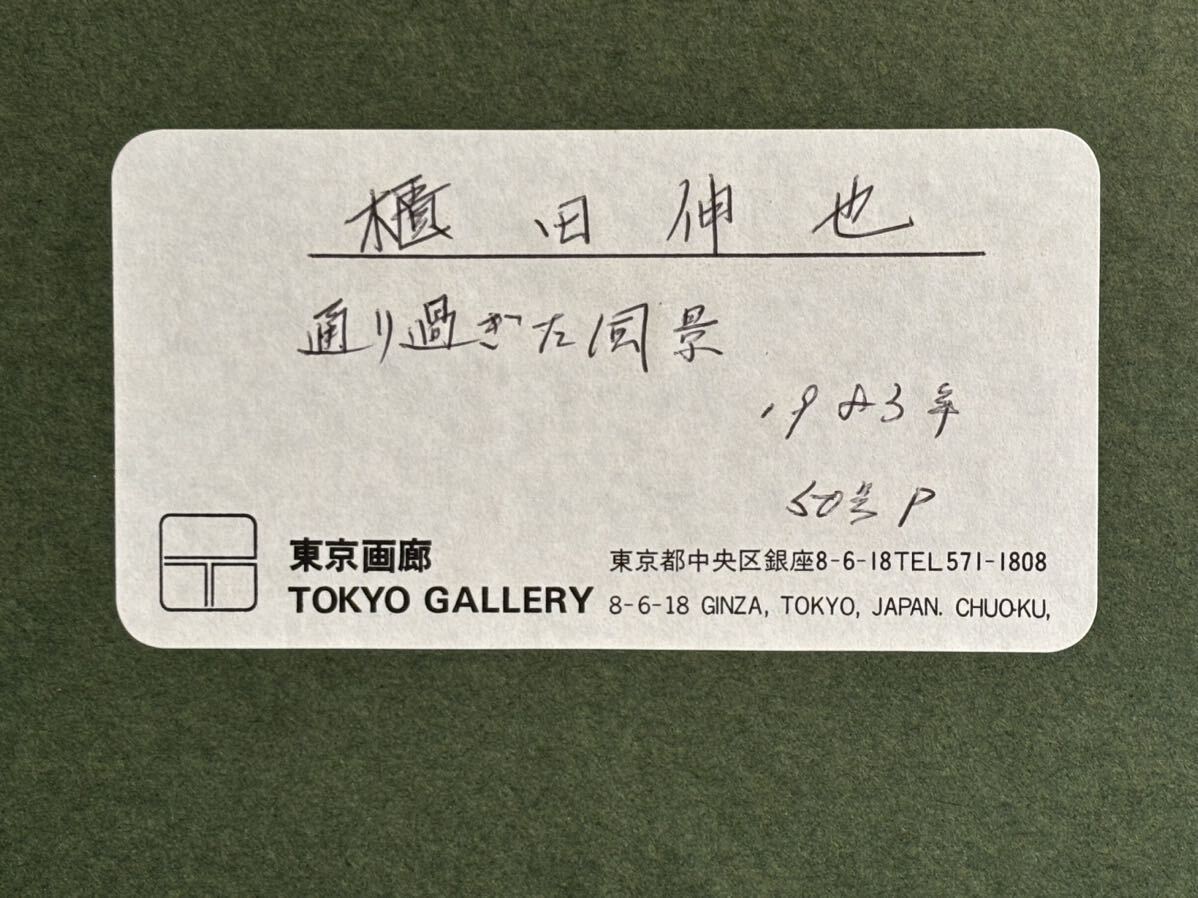 櫃田伸也
通り過ぎた風景
1983年
50号P
東京画廊
TOKYO GALLERY
東京都中央区銀座8-6-18TEL571-1808
8-6-18 GINZA, TOKYO, JAPAN. CHUO-KU,